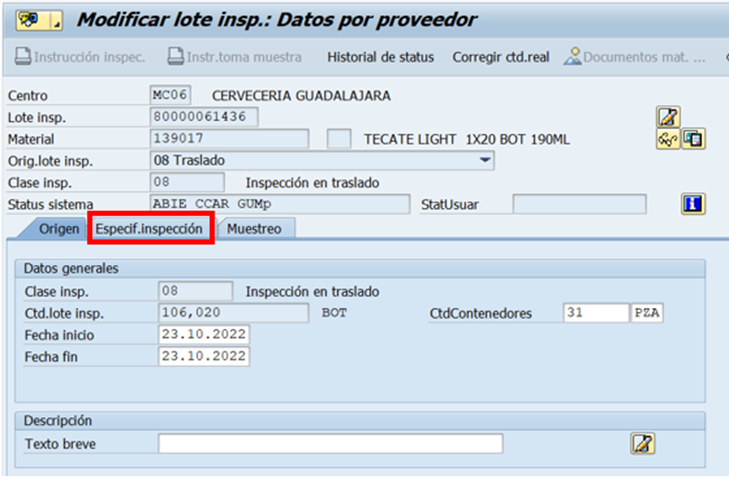 Modificar lote insp.: Datos por proveedor
Instrucción inspec. Instr.toma muestra Historial de status Corregir ctd.real Documentos mat. ...
Centro MC06 CERVECERIA GUADALAJARA
Lote insp. 80000061436
Material 139017 TECATE LIGHT 1X20 BOT 190ML
Orig.lote insp. 08 Traslado
Clase insp. 08 Inspección en traslado
Status sistema ABIE CCAR GUMp StatUsuar
Origen Especif.inspección Muestreo
Datos generales
Clase insp. 08 Inspección en traslado
Ctd.lote insp. 106,020 BOT CtdContenedores 31 PZA
Fecha inicio 23.10.2022
Fecha fin 23.10.2022
Descripción
Texto breve